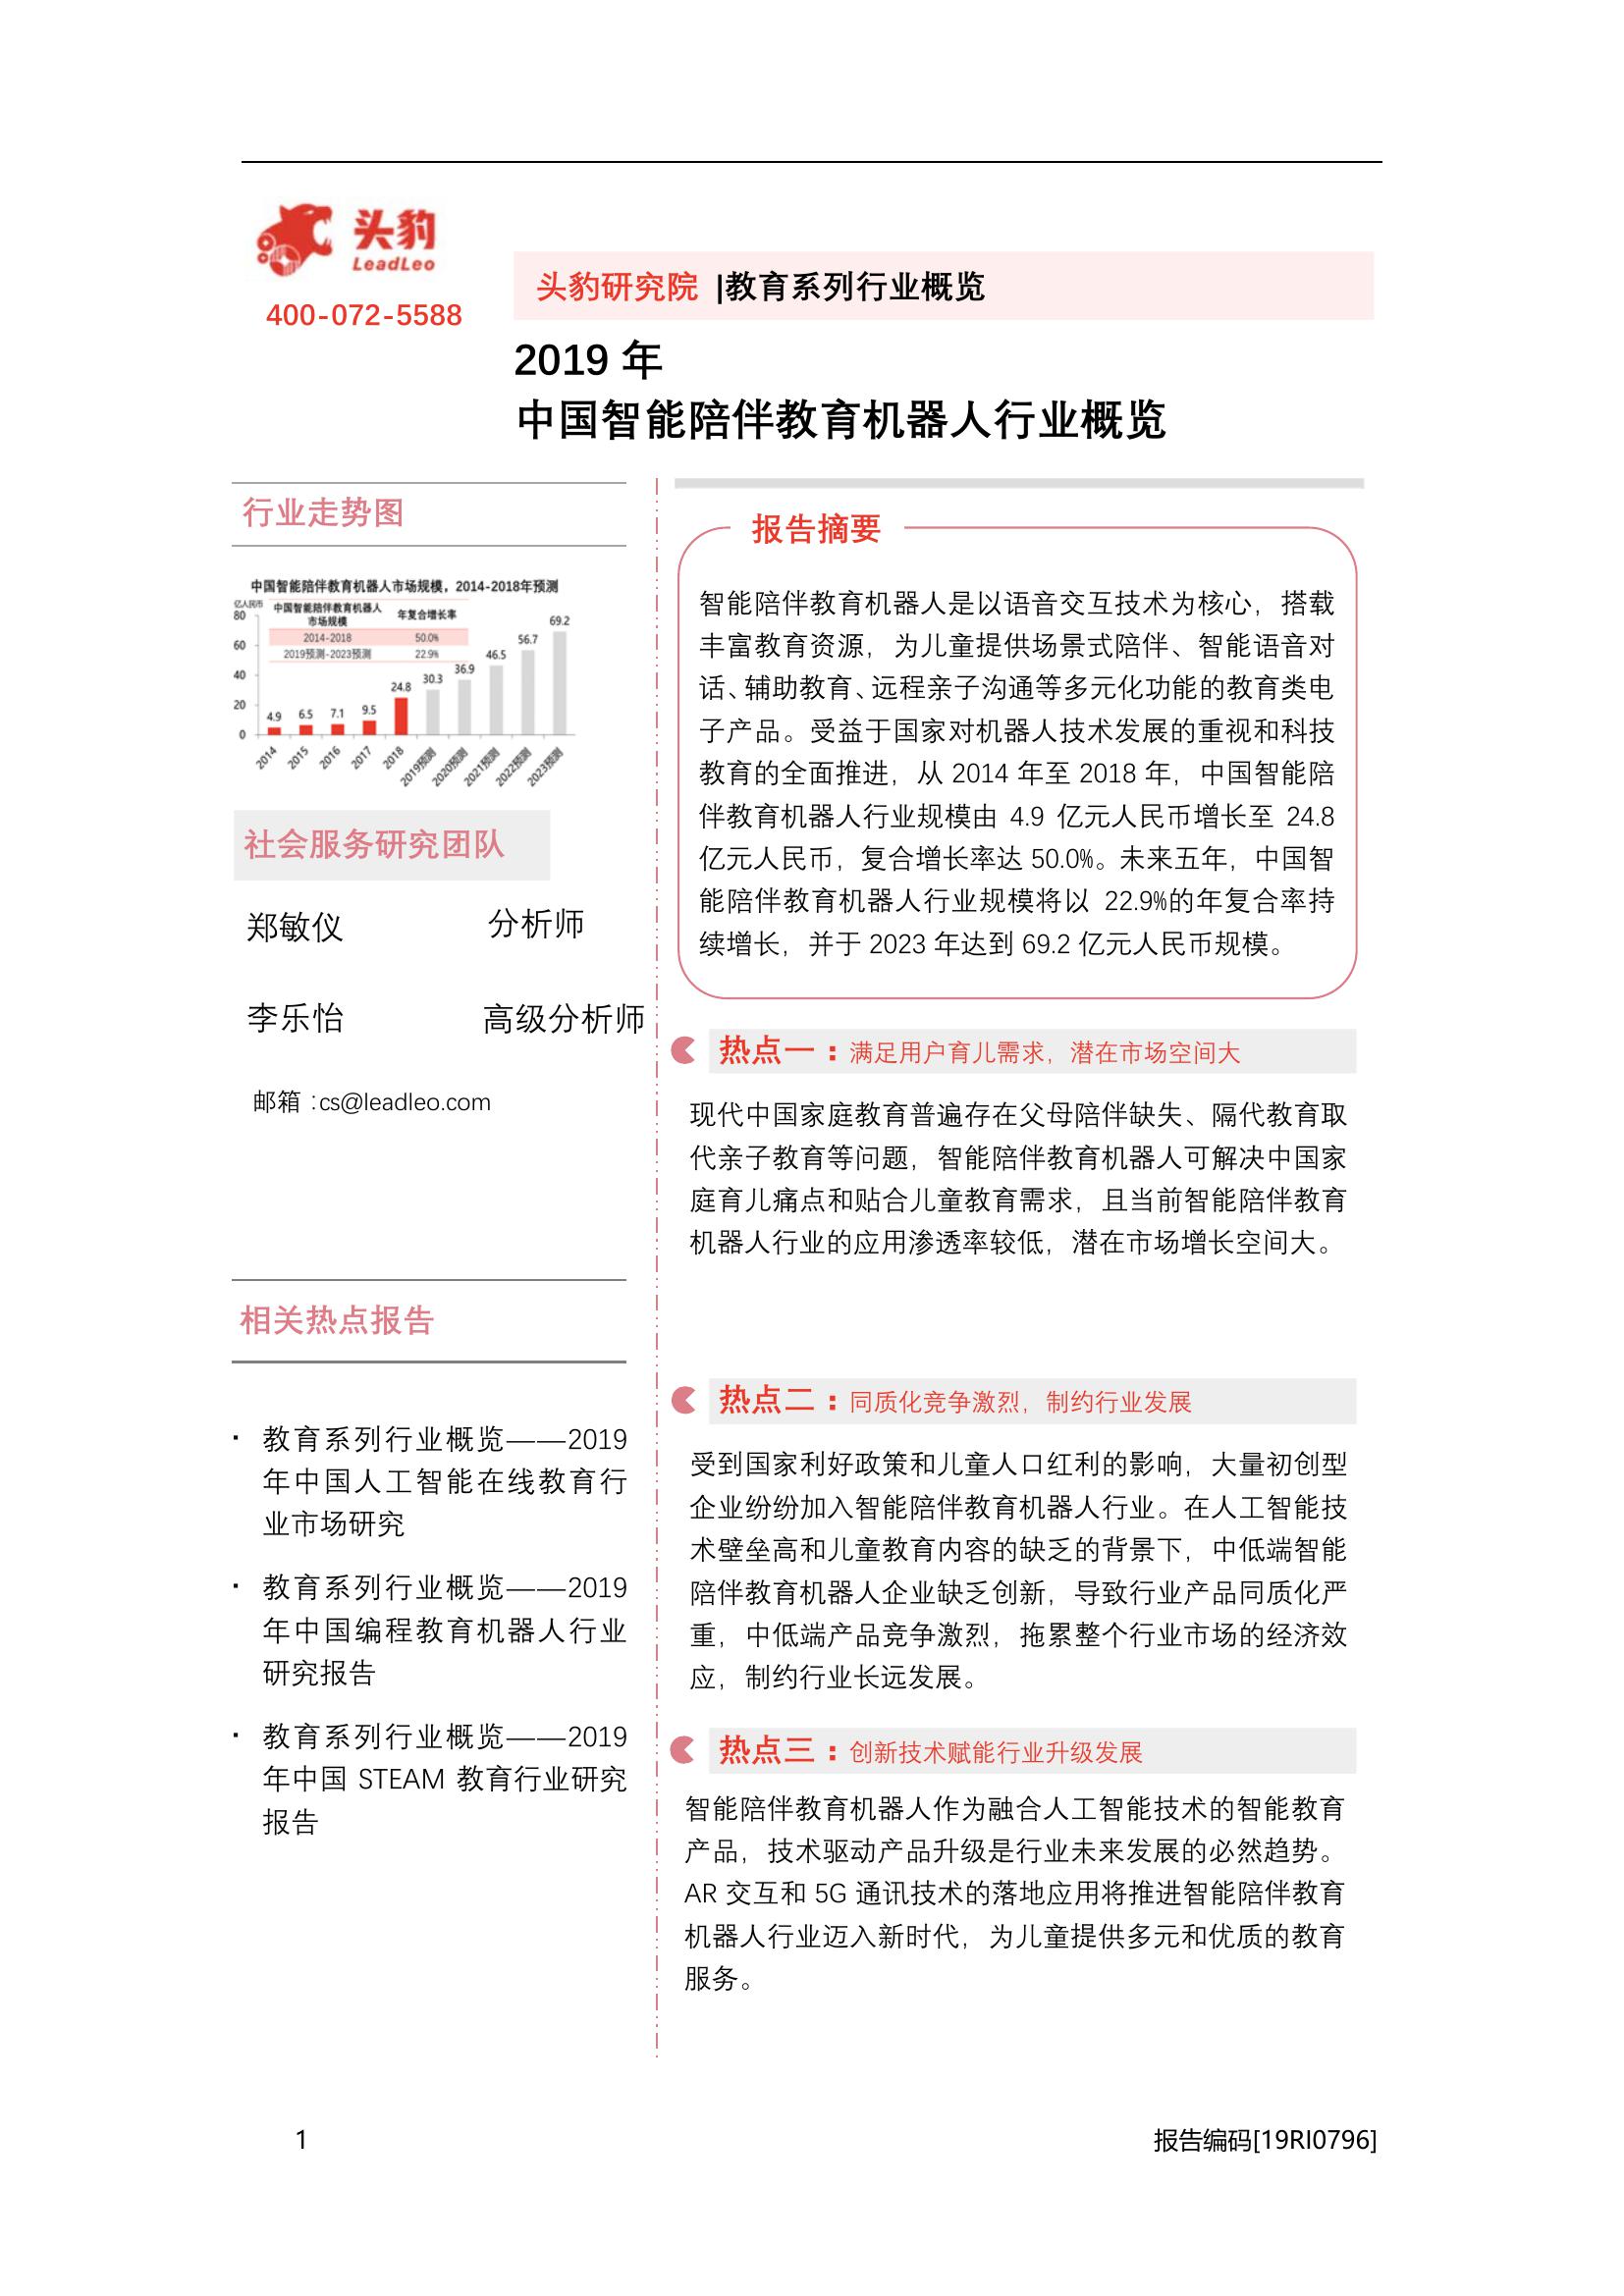 头豹
LeadLeo
400-072-5588
头豹研究院 |教育系列行业概览
2019 年
中国智能陪伴教育机器人行业概览
行业走势图
中国智能陪伴教育机器人市场规模，2014-2018年预测
亿人民币
中国智能陪伴教育机器人市场规模 年复合增长率
2014-2018 50.0%
2019预测-2023预测 22.9%
80
60
40
20
0
4.9 6.5 7.1 9.5 24.8 30.3 36.9 46.5 56.7 69.2
2014 2015 2016 2017 2018 2019预测 2020预测 2021预测 2022预测 2023预测
社会服务研究团队
郑敏仪 分析师
李乐怡 高级分析师
邮箱：cs@leadleo.com
相关热点报告
· 教育系列行业概览——2019
年中国人工智能在线教育行
业市场研究
· 教育系列行业概览——2019
年中国编程教育机器人行业
研究报告
· 教育系列行业概览——2019
年中国 STEAM 教育行业研究
报告
报告摘要
智能陪伴教育机器人是以语音交互技术为核心，搭载
丰富教育资源，为儿童提供场景式陪伴、智能语音对
话、辅助教育、远程亲子沟通等多元化功能的教育类电
子产品。受益于国家对机器人技术发展的重视和科技
教育的全面推进，从 2014 年至 2018 年，中国智能陪
伴教育机器人行业规模由 4.9 亿元人民币增长至 24.8
亿元人民币，复合增长率达 50.0%。未来五年，中国智
能陪伴教育机器人行业规模将以 22.9%的年复合率持
续增长，并于 2023 年达到 69.2 亿元人民币规模。
热点一：满足用户育儿需求，潜在市场空间大
现代中国家庭教育普遍存在父母陪伴缺失、隔代教育取
代亲子教育等问题，智能陪伴教育机器人可解决中国家
庭育儿痛点和贴合儿童教育需求，且当前智能陪伴教育
机器人行业的应用渗透率较低，潜在市场增长空间大。
热点二：同质化竞争激烈，制约行业发展
受到国家利好政策和儿童人口红利的影响，大量初创型
企业纷纷加入智能陪伴教育机器人行业。在人工智能技
术壁垒高和儿童教育内容的缺乏的背景下，中低端智能
陪伴教育机器人企业缺乏创新，导致行业产品同质化严
重，中低端产品竞争激烈，拖累整个行业市场的经济效
应，制约行业长远发展。
热点三：创新技术赋能行业升级发展
智能陪伴教育机器人作为融合人工智能技术的智能教育
产品，技术驱动产品升级是行业未来发展的必然趋势。
AR 交互和 5G 通讯技术的落地应用将推进智能陪伴教育
机器人行业迈入新时代，为儿童提供多元和优质的教育
服务。
1
报告编码[19RI0796]